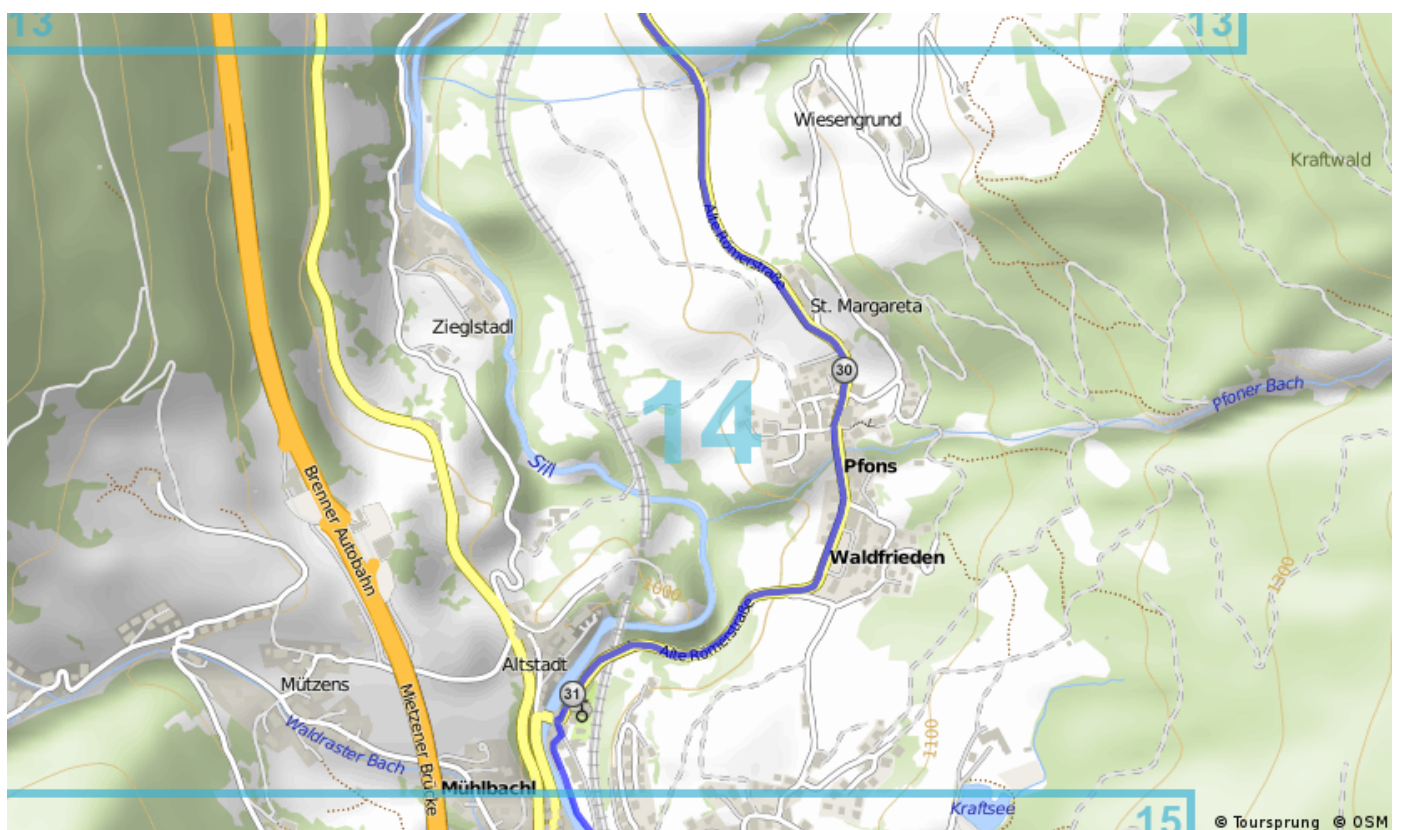 13
13
Wiesengrund
Kraftwald
Alte Römerstraße
St. Margareta
Zieglstadl
30
Pfoner Bach
14
Sill
Pfons
Brenner Autobahn
Waldfrieden
1000
1300
Alte Römerstraße
Altstadt
Mützens
31
Mietzener Brücke
Waldraster Bach
1100
Mühlbachl
Kraftsee
15
© Toursprung © OSM